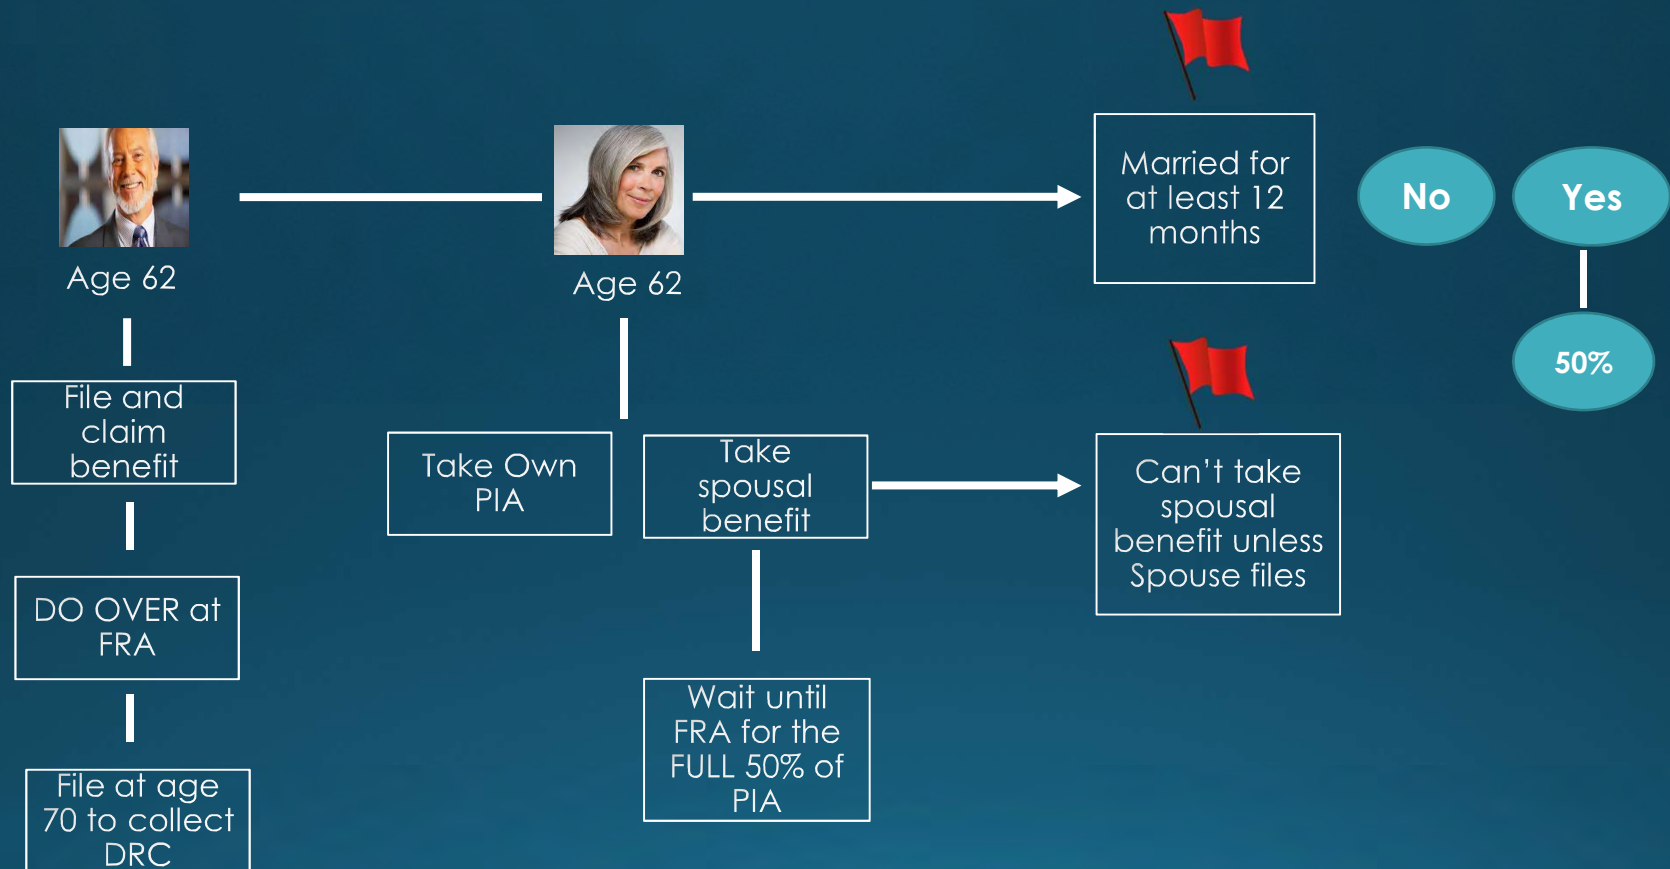 Age 62
File and
claim
benefit
DO OVER at
FRA
File at age
70 to collect
DRC
Age 62
Take Own
PIA
Take
spousal
benefit
Wait until
FRA for the
FULL 50% of
PIA
Married for
at least 12
months
No
Yes
50%
Can't take
spousal
benefit unless
Spouse files